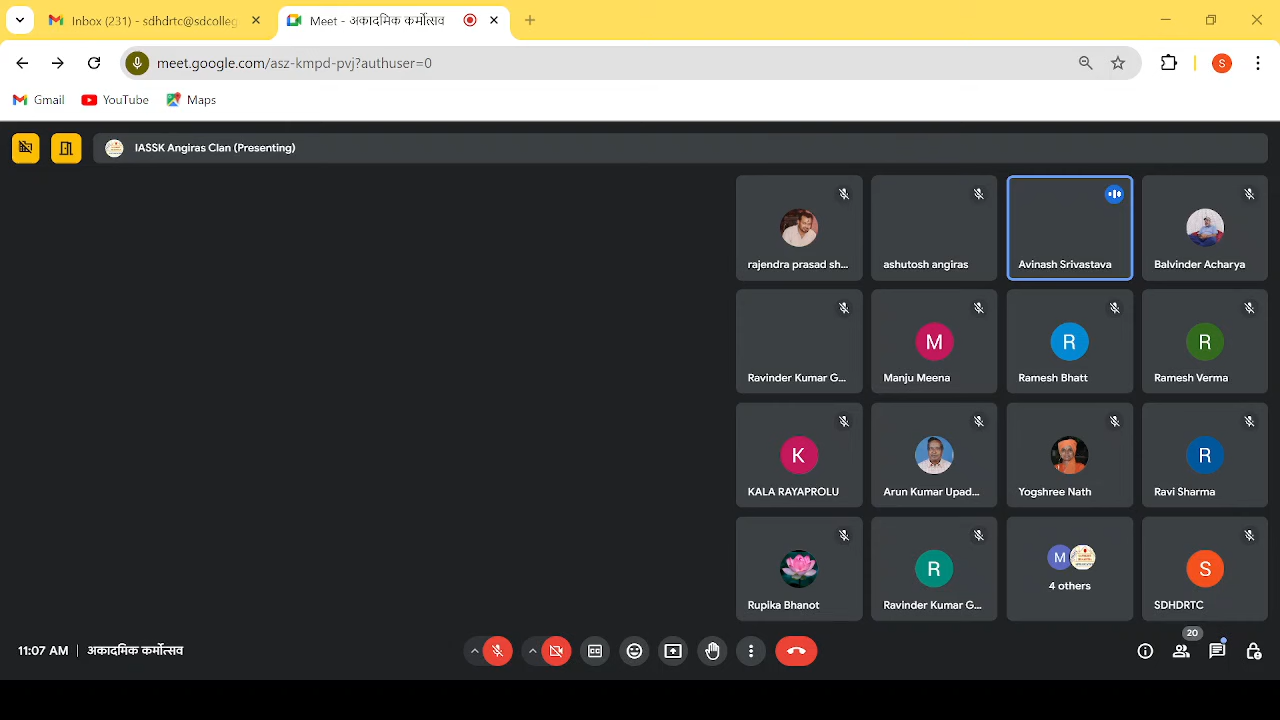 Inbox (231) - sdhdrtc@sdcolleg
Meet - अकादमिक कर्मोत्सव
meet.google.com/asz-kmpd-pvj?authuser=0
S
Gmail
YouTube
Maps
IASSK Angiras Clan (Presenting)
rajendra prasad sh...
ashutosh angiras
Avinash Srivastava
Balvinder Acharya
Ravinder Kumar G...
M
Manju Meena
R
Ramesh Bhatt
R
Ramesh Verma
K
KALA RAYAPROLU
Arun Kumar Upad...
Yogshree Nath
R
Ravi Sharma
Rupika Bhanot
R
Ravinder Kumar G...
M
4 others
S
SDHDRTC
11:07 AM | अकादमिक कर्मोत्सव
20